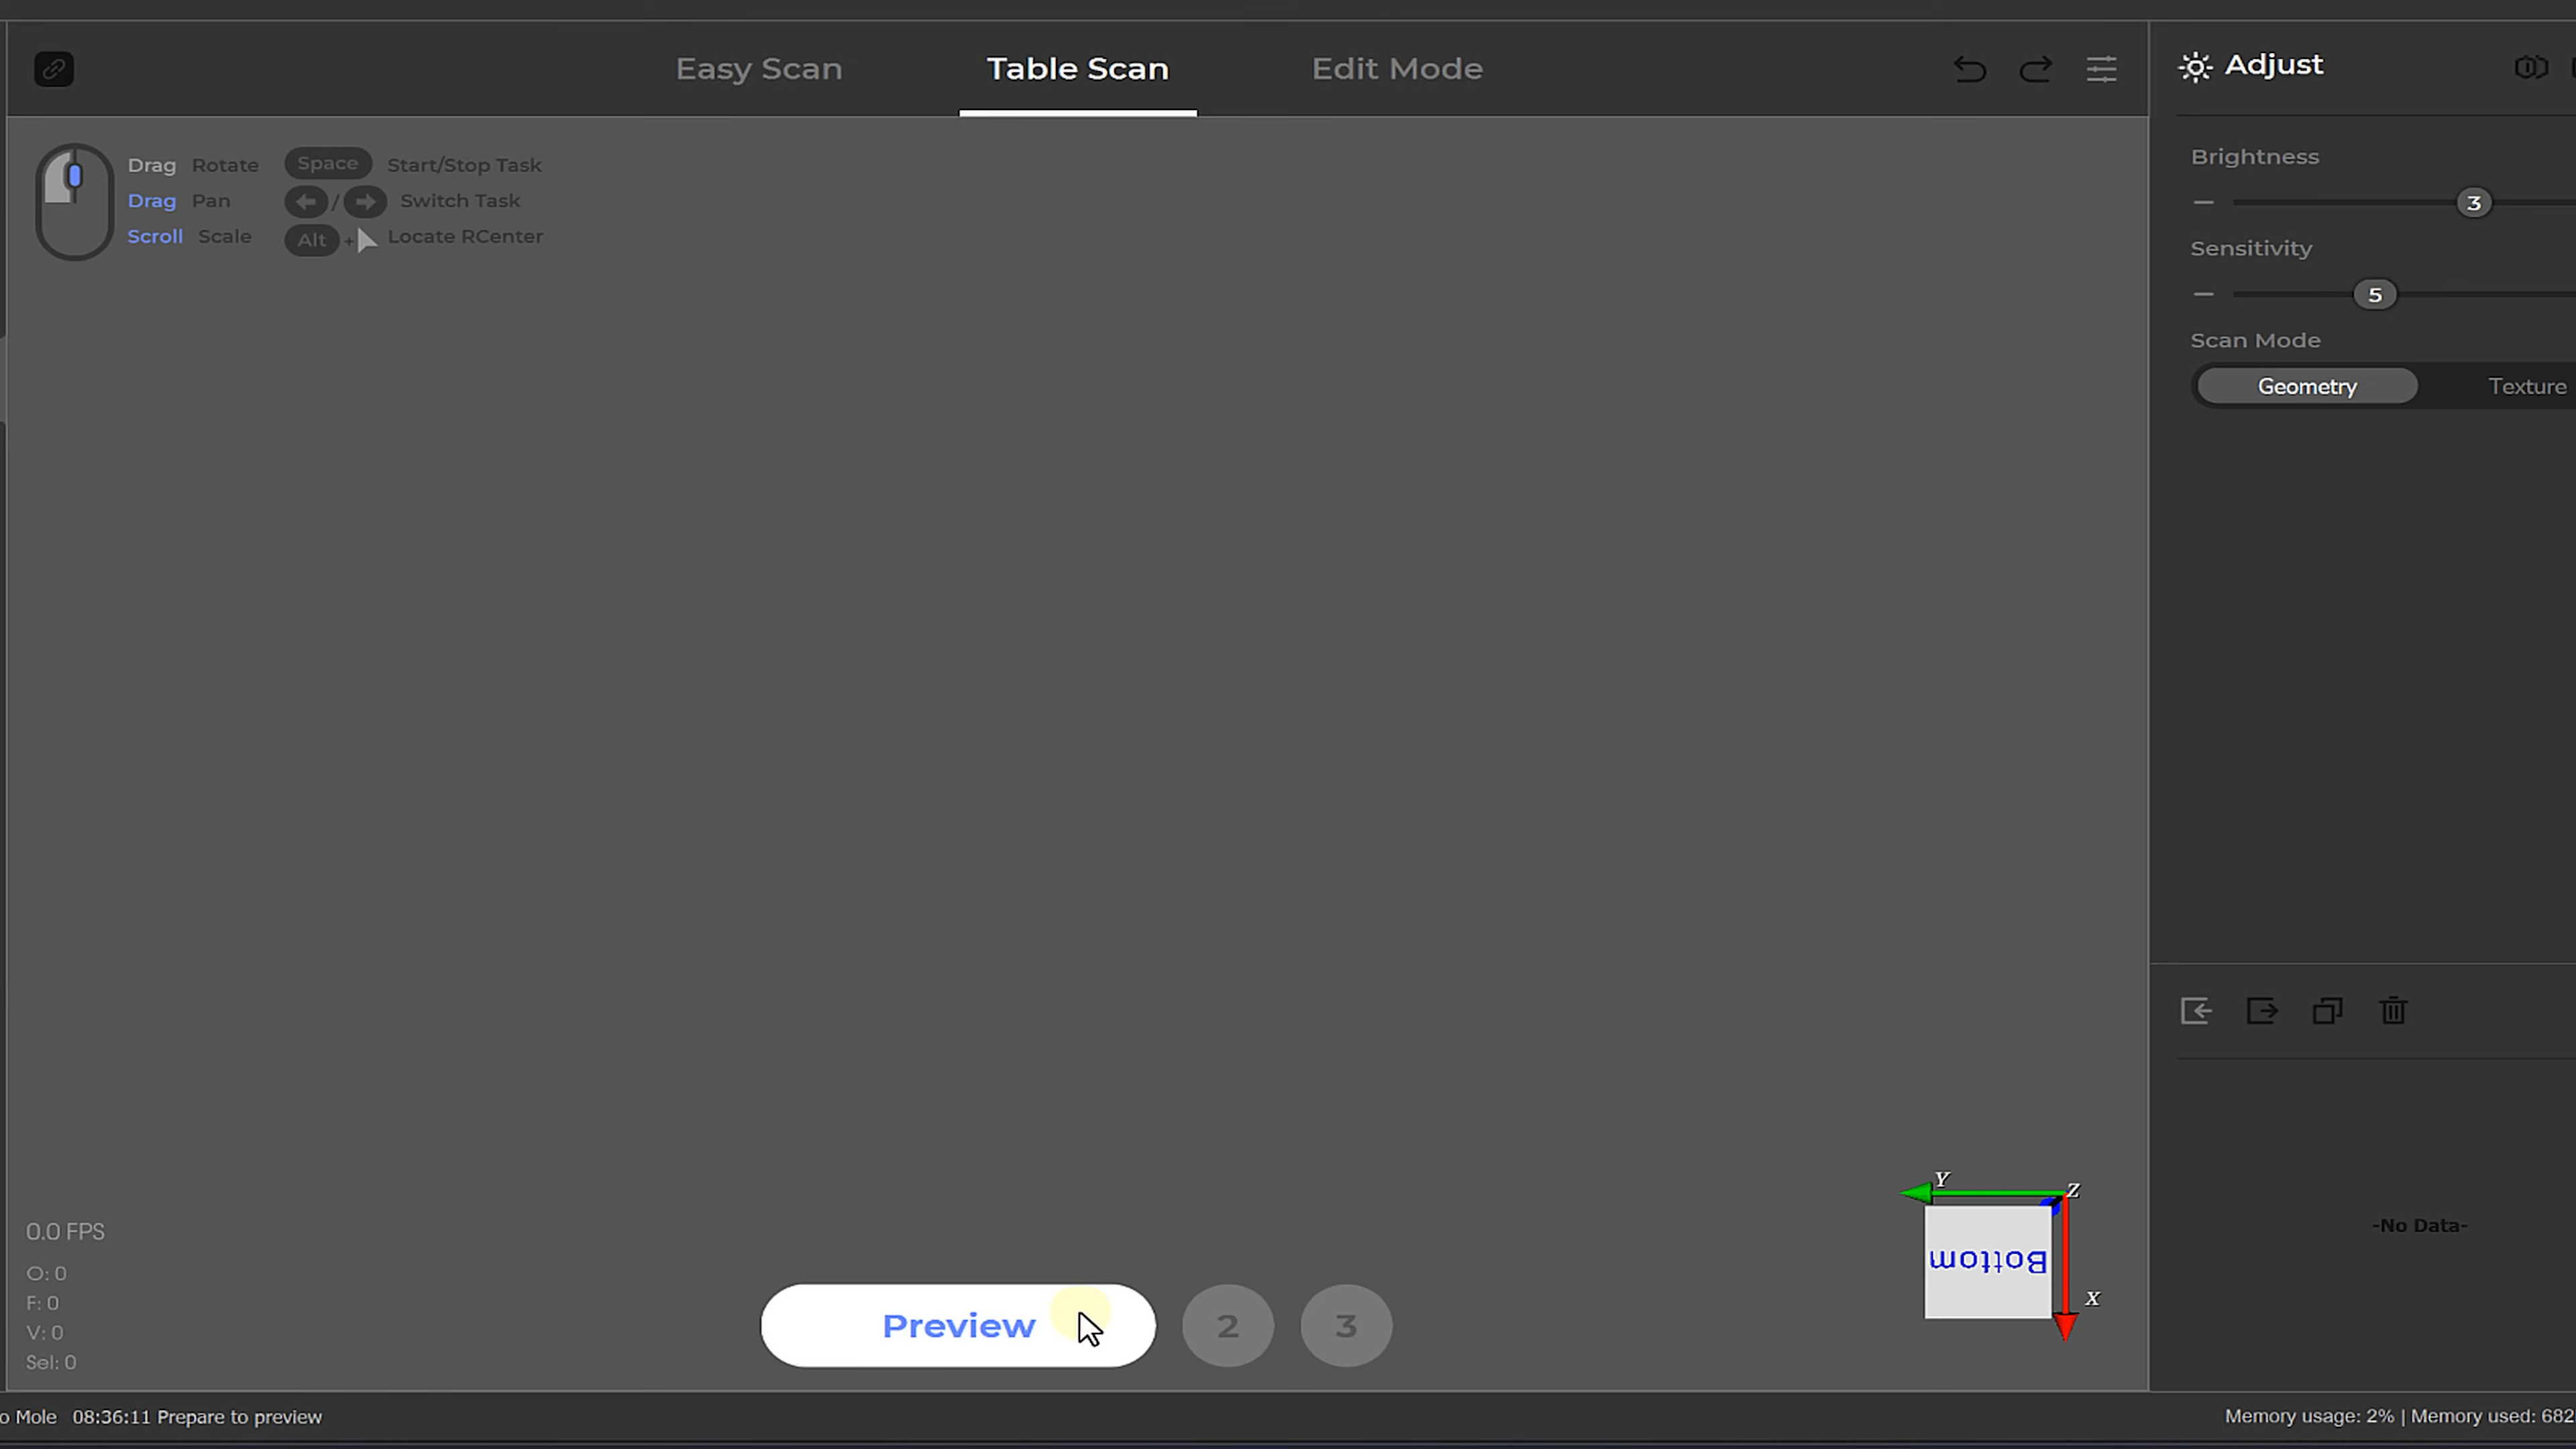 Easy Scan Table Scan Edit Mode
Adjust
Drag Rotate Space Start/Stop Task
Drag Pan / Switch Task
Scroll Scale Alt + Locate RCenter
Brightness
3
Sensitivity
5
Scan Mode
Geometry Texture
-No Data-
Y
Z
Bottom
X
0.0 FPS
O: 0
F: 0
V: 0
Sel: 0
Preview 2 3
o Mole 08:36:11 Prepare to preview
Memory usage: 2% | Memory used: 682